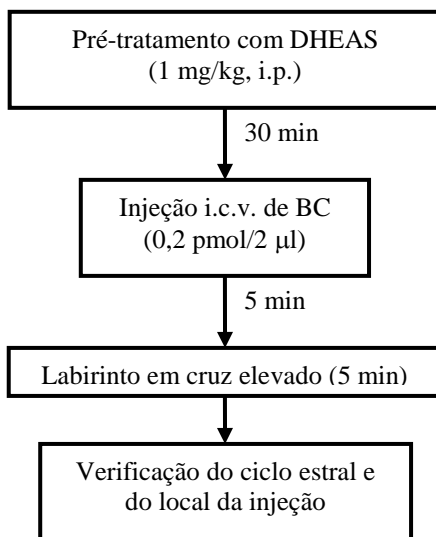 Pré-tratamento com DHEAS
(1 mg/kg, i.p.)
30 min
Injeção i.c.v. de BC
(0,2 pmol/2 μl)
5 min
Labirinto em cruz elevado (5 min)
Verificação do ciclo estral e
do local da injeção